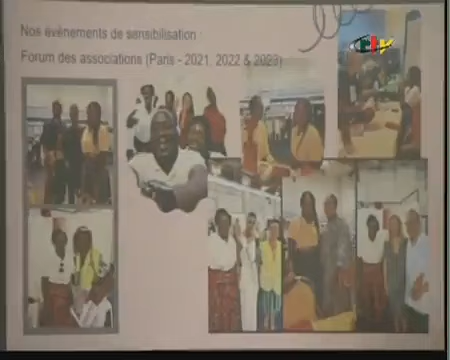 Nos événements de sensibilisation :
Forum des associations (Paris - 2021, 2022 & 2023)